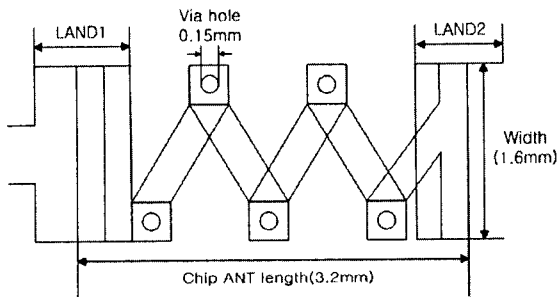 Via hole
0.15mm
LAND1
LAND2
Width
(1.6mm)
Chip ANT length(3.2mm)